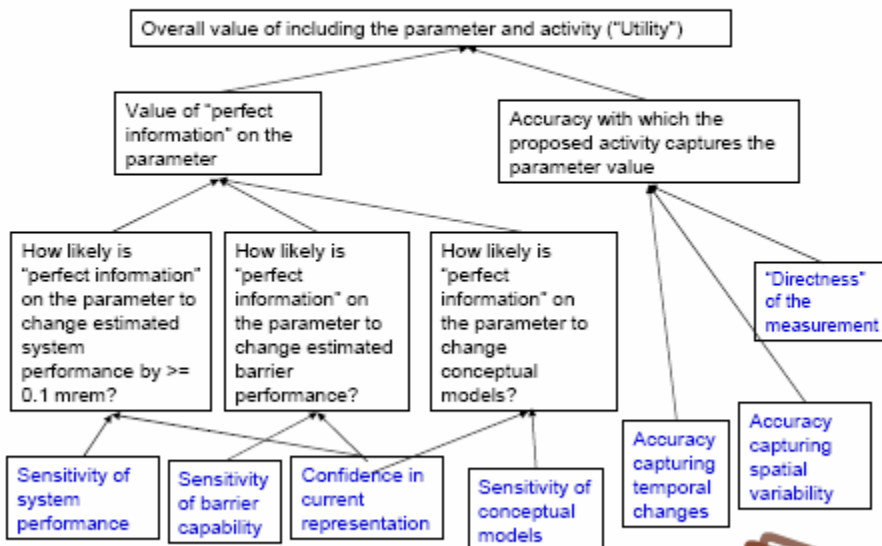 Overall value of including the parameter and activity ("Utility")
Value of "perfect
information" on the
parameter
Accuracy with which the
proposed activity captures the
parameter value
How likely is
"perfect information"
on the parameter to
change estimated
system
performance by >=
0.1 mrem?
How likely is
"perfect
information" on
the parameter to
change estimated
barrier
performance?
How likely is
"perfect
information" on
the parameter to
change
conceptual
models?
"Directness"
of the
measurement
Sensitivity of
system
performance
Sensitivity
of barrier
capability
Confidence in
current
representation
Sensitivity of
conceptual
models
Accuracy
capturing
temporal
changes
Accuracy
capturing
spatial
variability